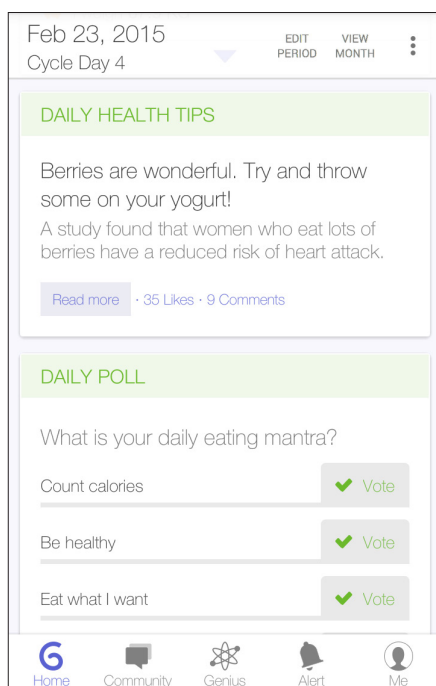 Feb 23, 2015
Cycle Day 4
EDIT PERIOD
VIEW MONTH
DAILY HEALTH TIPS
Berries are wonderful. Try and throw
some on your yogurt!
A study found that women who eat lots of
berries have a reduced risk of heart attack.
Read more · 35 Likes · 9 Comments
DAILY POLL
What is your daily eating mantra?
Count calories Vote
Be healthy Vote
Eat what I want Vote
Home Community Genius Alert Me